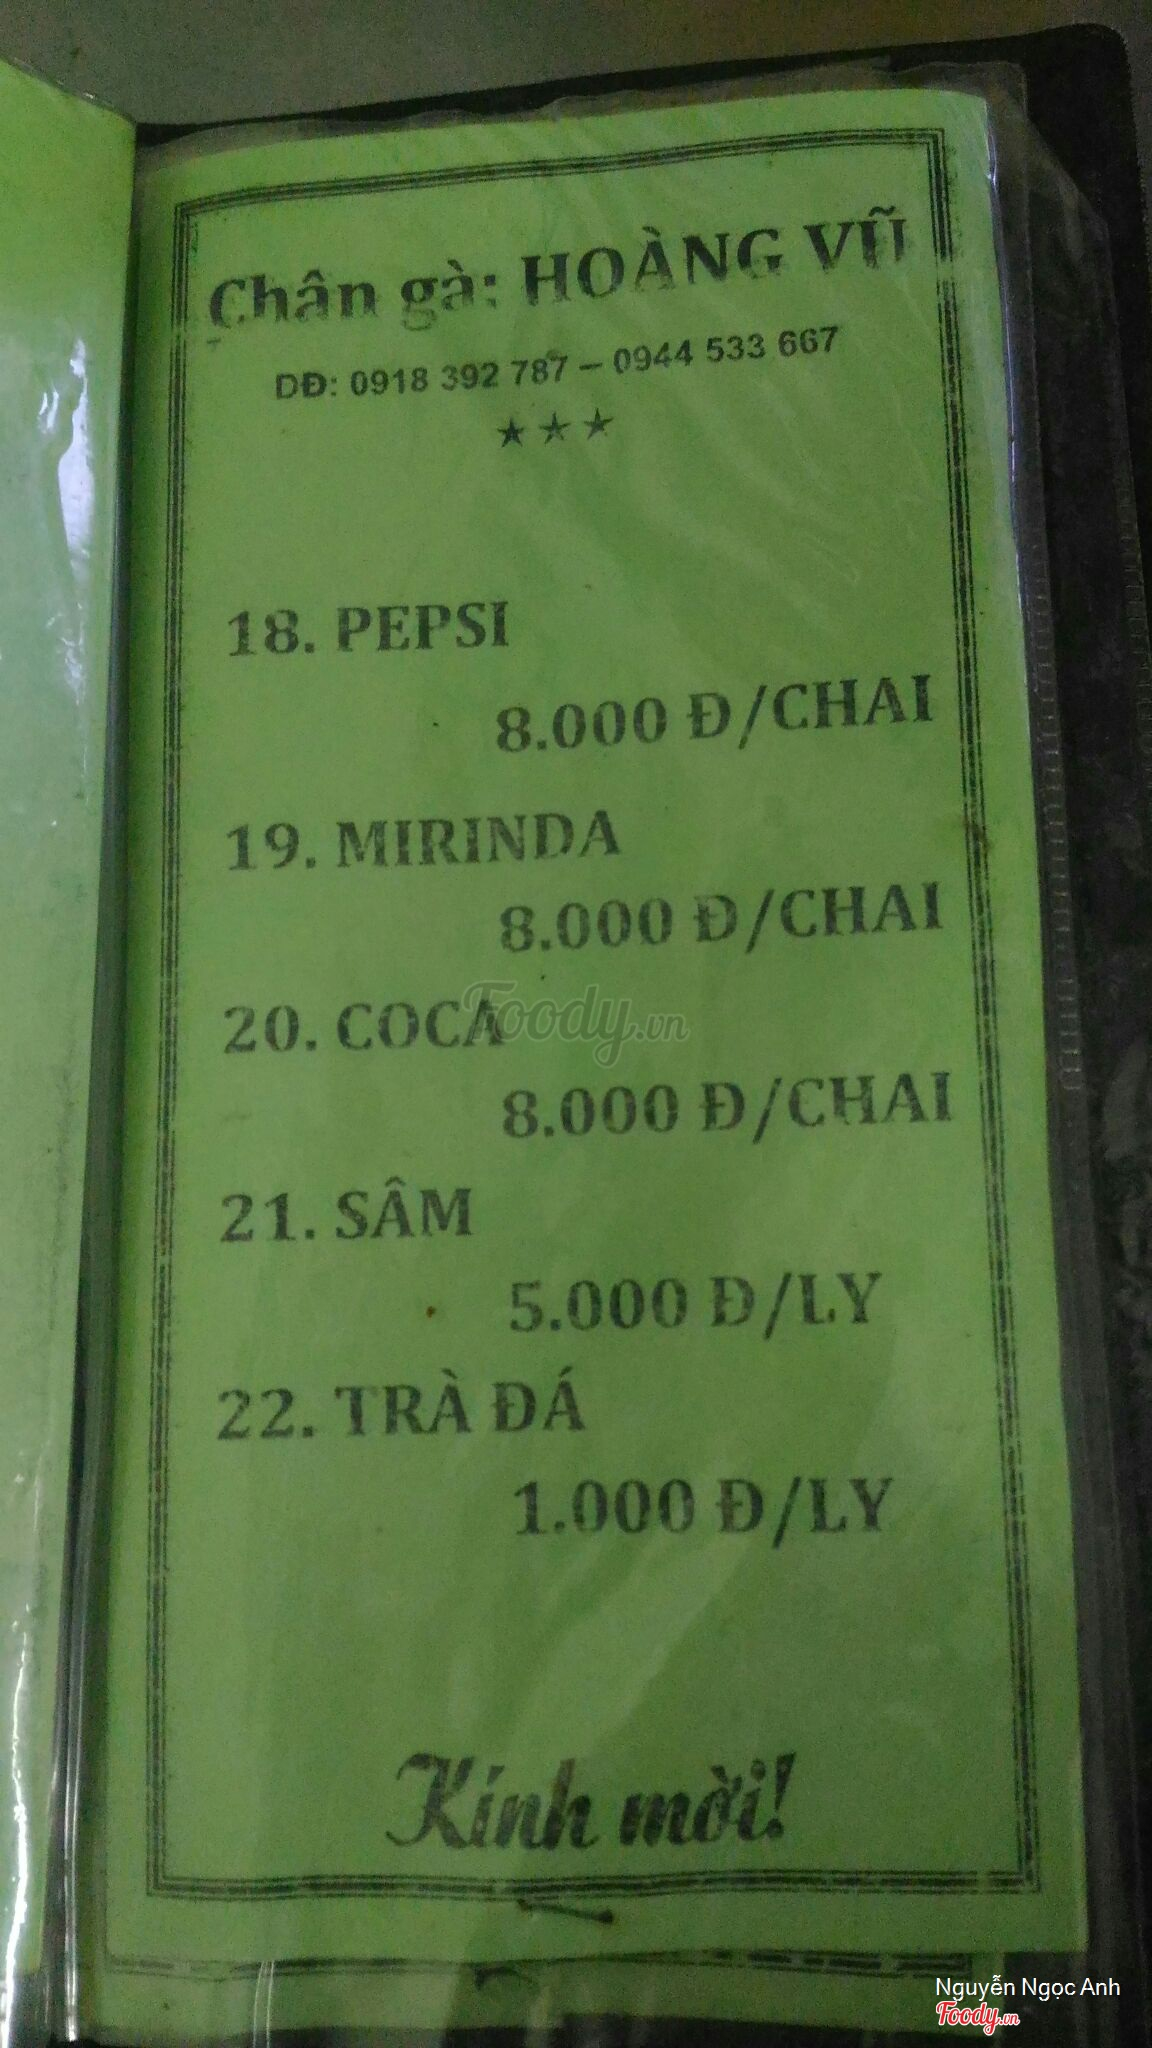 Chân gà: HOÀNG VŨ
DĐ: 0918 392 787 – 0944 533 667
★ ★ ★
18. PEPSI
8.000 Đ/CHAI
19. MIRINDA
8.000 Đ/CHAI
20. COCA
Foody.vn
8.000 Đ/CHAI
21. SÂM
5.000 Đ/LY
22. TRÀ ĐÁ
1.000 Đ/LY
Kính mời!
Nguyễn Ngọc Anh
Foody.vn